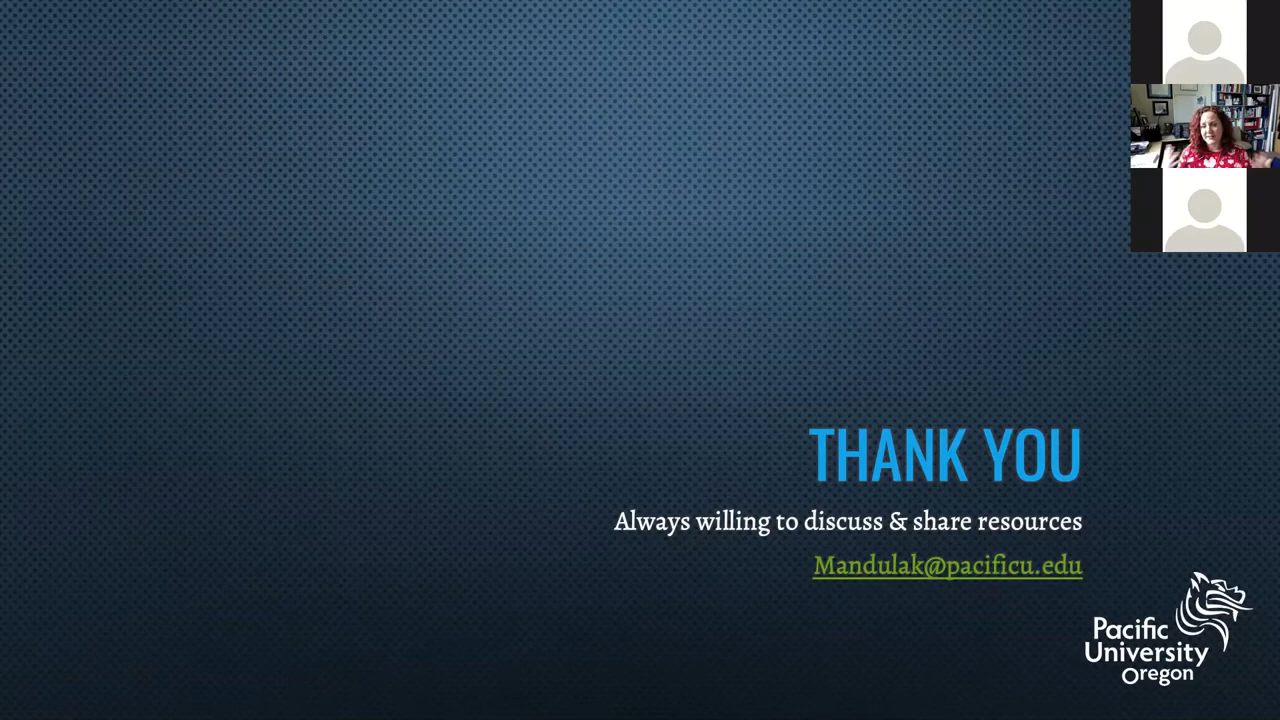 THANK YOU
Always willing to discuss & share resources
Mandulak@pacificu.edu
Pacific
University
Oregon